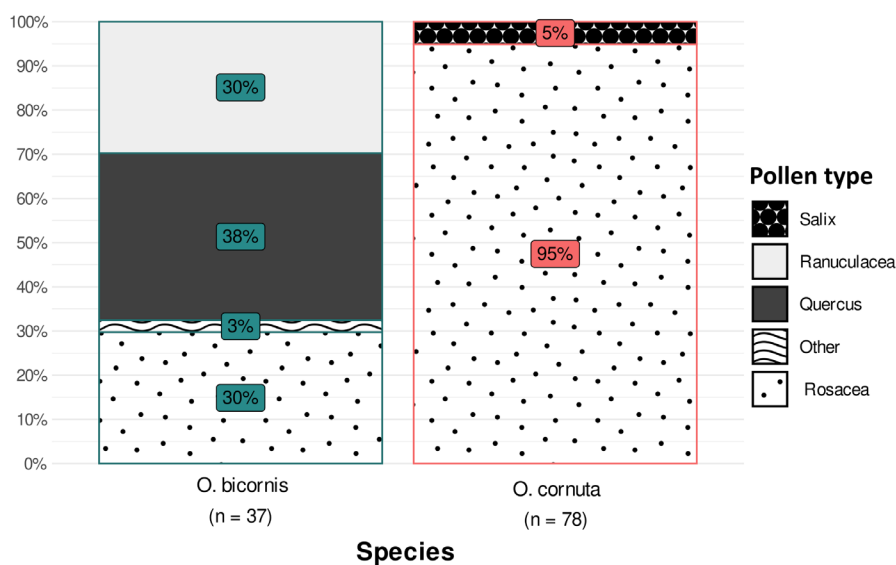 100%
90%
80%
70%
60%
50%
40%
30%
20%
10%
0%
30%
38%
3%
30%
5%
95%
O. bicornis
(n = 37)
O. cornuta
(n = 78)
Species
Pollen type
Salix
Ranuculacea
Quercus
Other
Rosacea